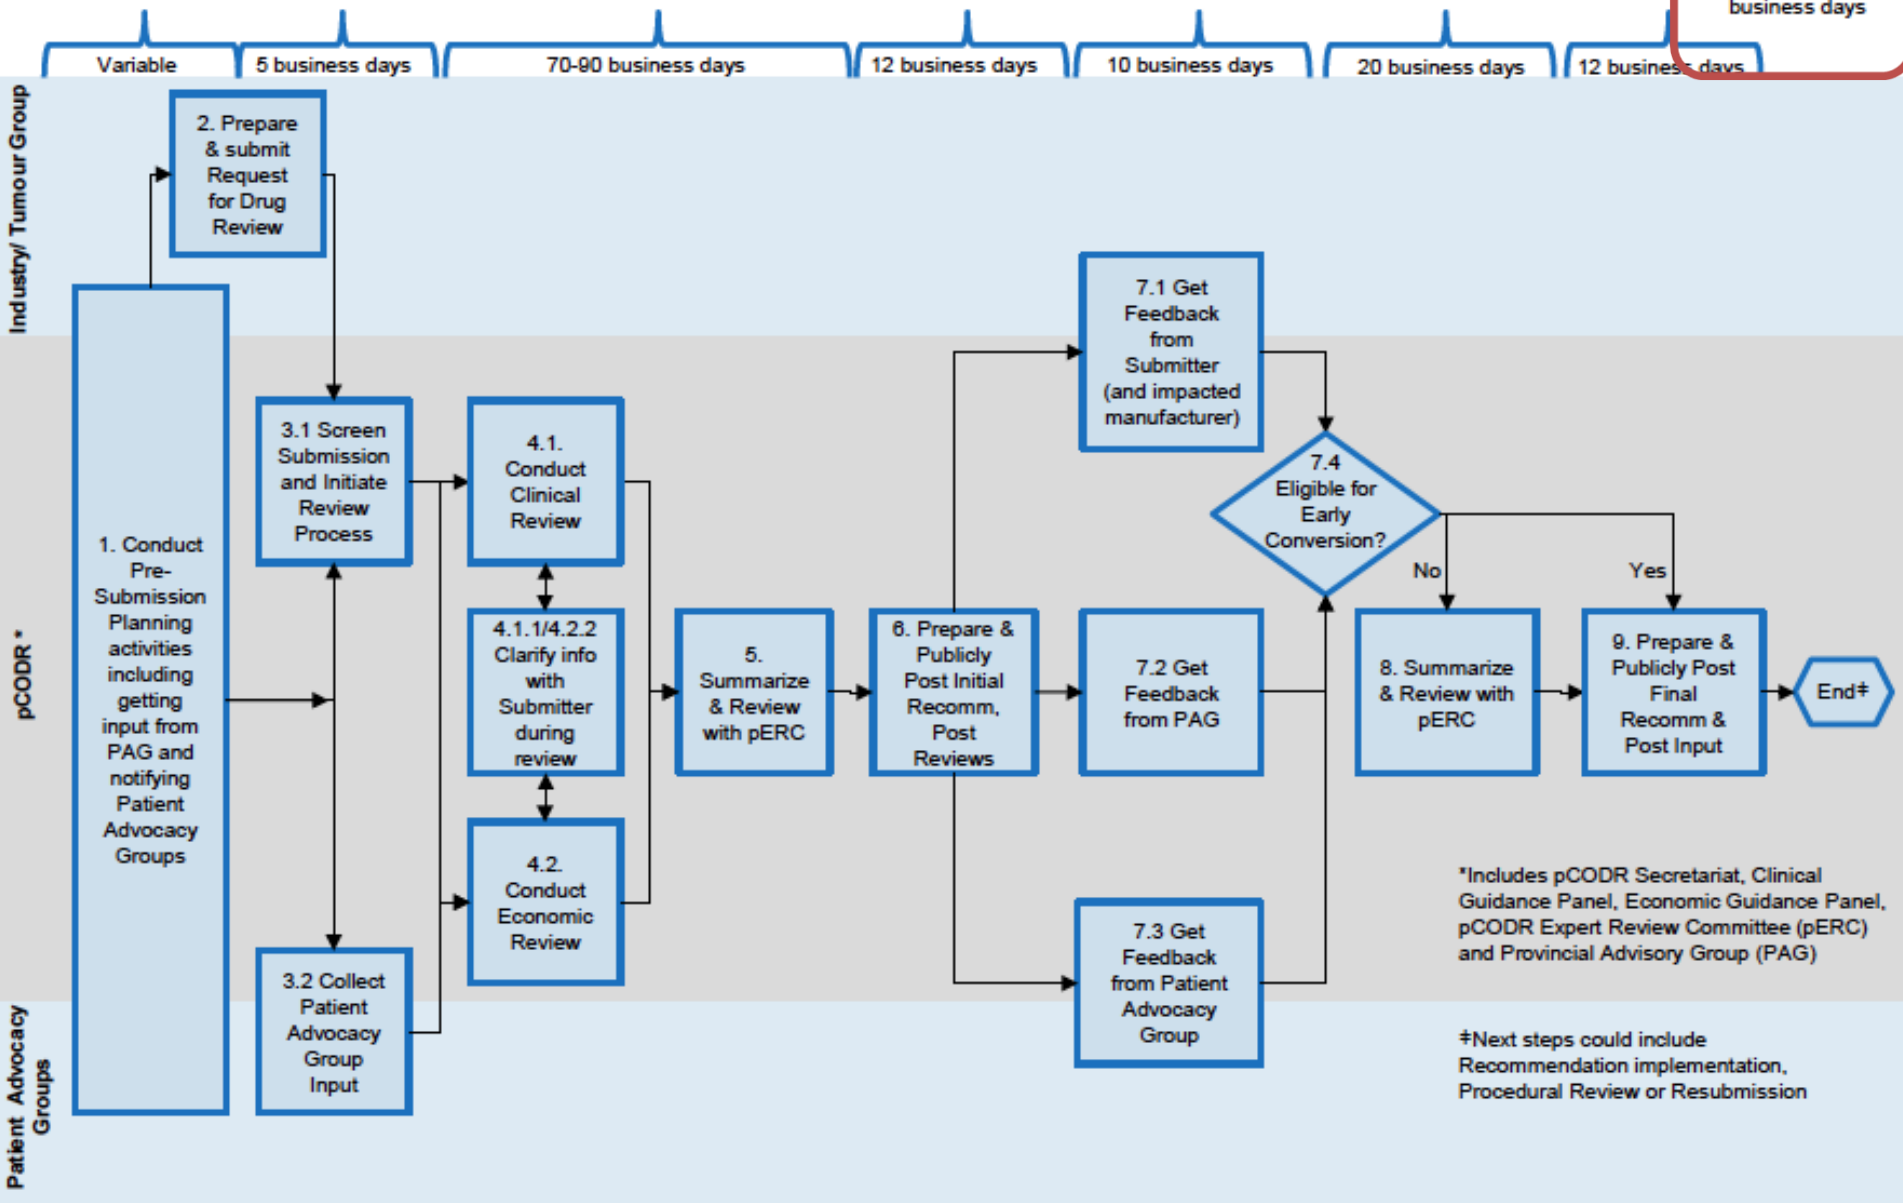 business days
Variable
5 business days
70-90 business days
12 business days
10 business days
20 business days
12 business days
Industry/ Tumour Group
2. Prepare
& submit
Request
for Drug
Review
1. Conduct
Pre-
Submission
Planning
activities
including
getting
input from
PAG and
notifying
Patient
Advocacy
Groups
pCODR *
3.1 Screen
Submission
and Initiate
Review
Process
3.2 Collect
Patient
Advocacy
Group
Input
4.1.
Conduct
Clinical
Review
4.1.1/4.2.2
Clarify info
with
Submitter
during
review
4.2.
Conduct
Economic
Review
5.
Summarize
& Review
with pERC
6. Prepare &
Publicly
Post Initial
Recomm,
Post
Reviews
7.1 Get
Feedback
from
Submitter
(and impacted
manufacturer)
7.2 Get
Feedback
from PAG
7.3 Get
Feedback
from Patient
Advocacy
Group
7.4
Eligible for
Early
Conversion?
No
Yes
8. Summarize
& Review with
pERC
9. Prepare &
Publicly Post
Final
Recomm &
Post Input
End‡
*Includes pCODR Secretariat, Clinical
Guidance Panel, Economic Guidance Panel,
pCODR Expert Review Committee (pERC)
and Provincial Advisory Group (PAG)
‡Next steps could include
Recommendation implementation,
Procedural Review or Resubmission
Patient Advocacy
Groups